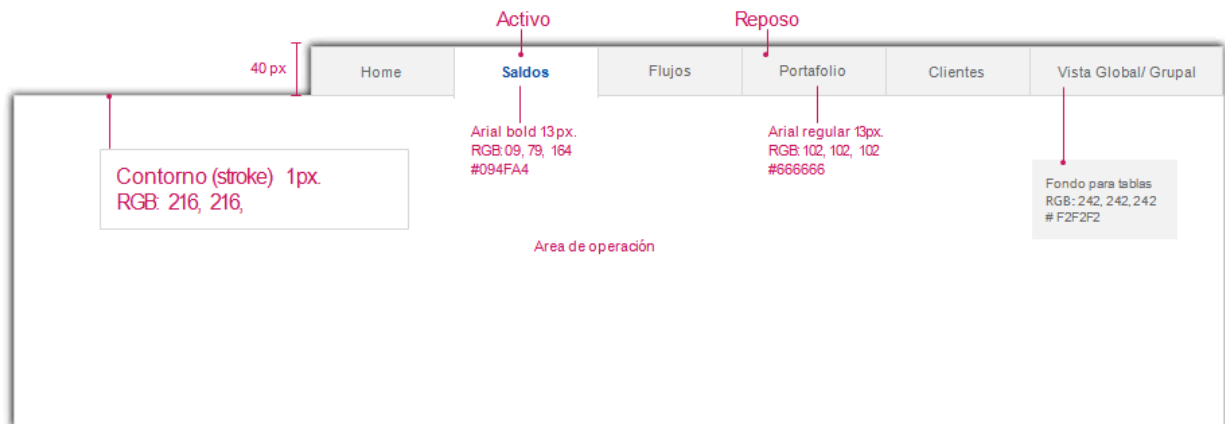 Activo
Reposo
40 px
Home
Saldos
Flujos
Portafolio
Clientes
Vista Global/ Grupal
Arial bold 13px.
RGB: 09, 79, 164
#094FA4
Arial regular 13px.
RGB: 102, 102, 102
#666666
Contorno (stroke) 1px.
RGB: 216, 216,
Fondo para tablas
RGB: 242, 242, 242
# F2F2F2
Area de operación